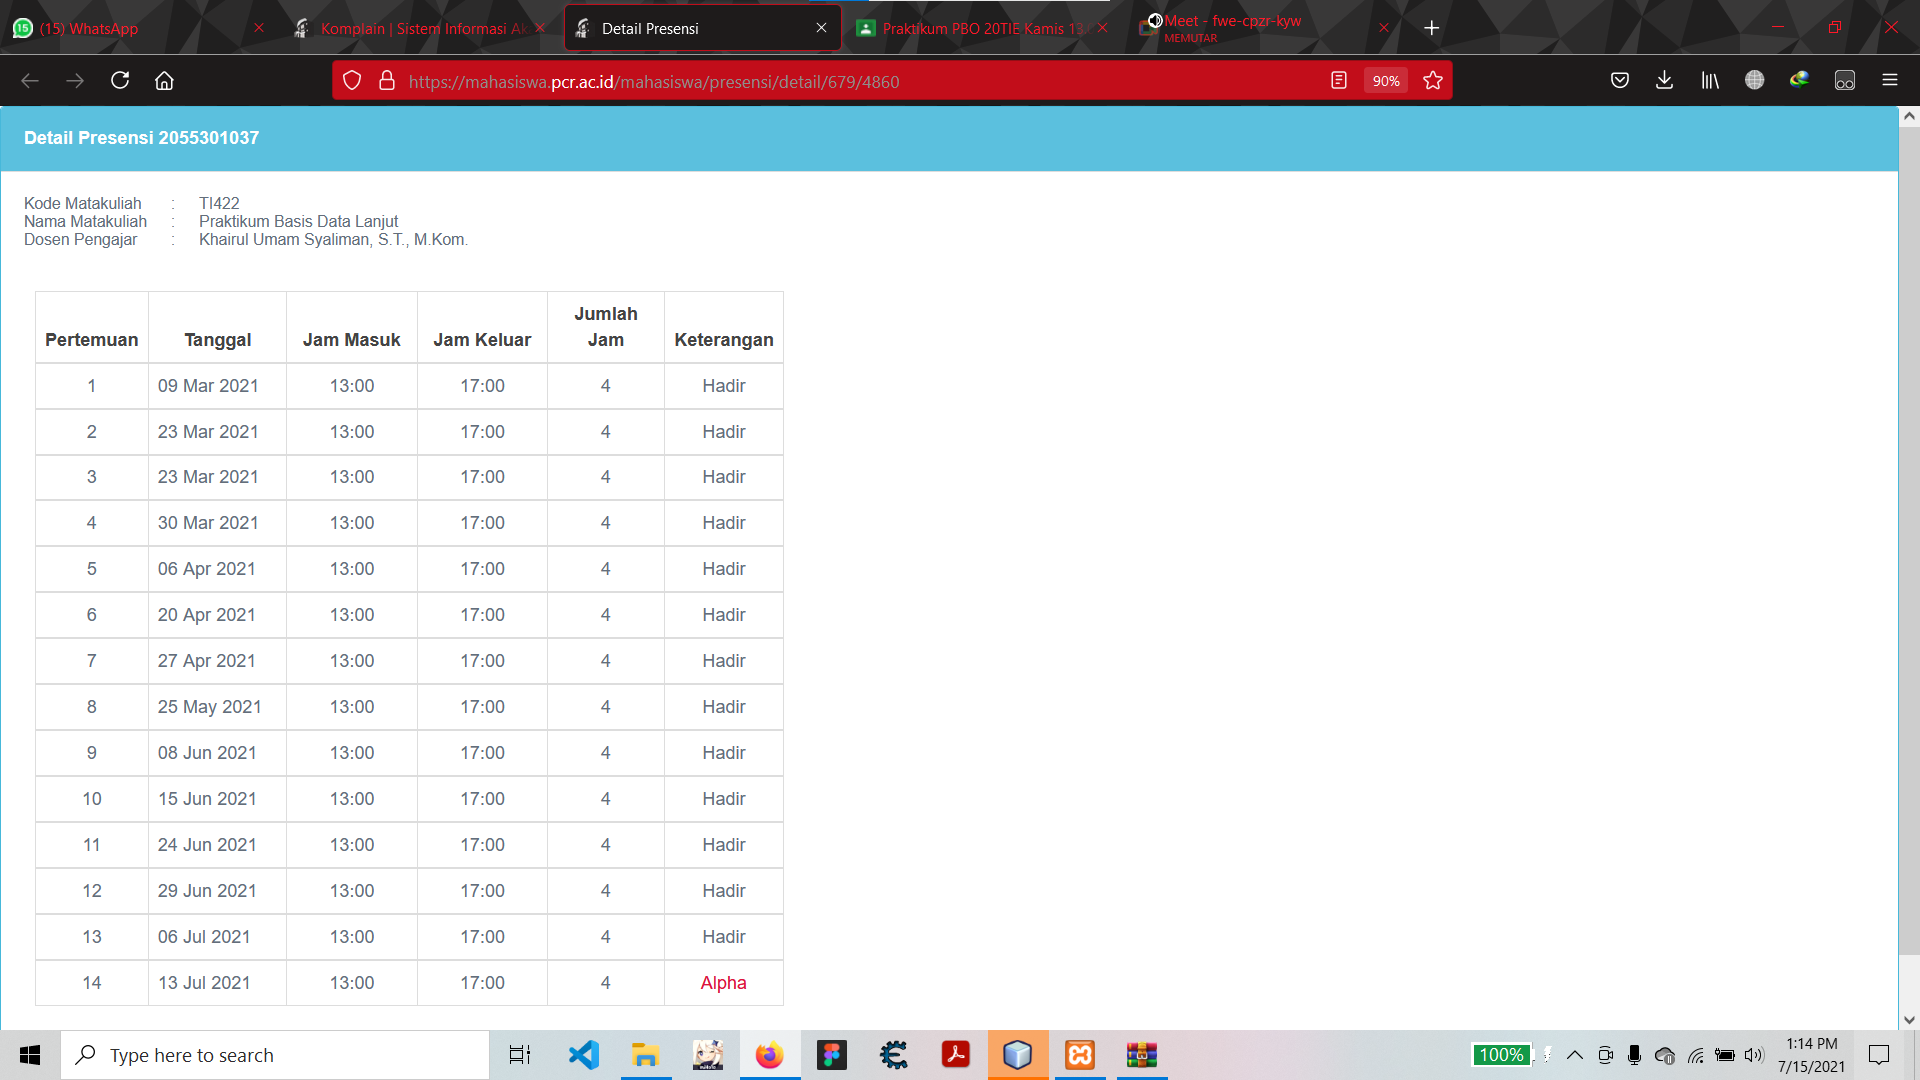 15 (15) WhatsApp
Komplain | Sistem Informasi Ak
Detail Presensi
Praktikum PBO 20TIE Kamis 13.
Meet - fwe-cpzr-kyw
MEMUTAR
https://mahasiswa.pcr.ac.id/mahasiswa/presensi/detail/679/4860
90%
Detail Presensi 2055301037
Kode Matakuliah : TI422
Nama Matakuliah : Praktikum Basis Data Lanjut
Dosen Pengajar : Khairul Umam Syaliman, S.T., M.Kom.
Pertemuan Tanggal Jam Masuk Jam Keluar Jumlah Jam Keterangan
1 09 Mar 2021 13:00 17:00 4 Hadir
2 23 Mar 2021 13:00 17:00 4 Hadir
3 23 Mar 2021 13:00 17:00 4 Hadir
4 30 Mar 2021 13:00 17:00 4 Hadir
5 06 Apr 2021 13:00 17:00 4 Hadir
6 20 Apr 2021 13:00 17:00 4 Hadir
7 27 Apr 2021 13:00 17:00 4 Hadir
8 25 May 2021 13:00 17:00 4 Hadir
9 08 Jun 2021 13:00 17:00 4 Hadir
10 15 Jun 2021 13:00 17:00 4 Hadir
11 24 Jun 2021 13:00 17:00 4 Hadir
12 29 Jun 2021 13:00 17:00 4 Hadir
13 06 Jul 2021 13:00 17:00 4 Hadir
14 13 Jul 2021 13:00 17:00 4 Alpha
Type here to search
100%
1:14 PM
7/15/2021